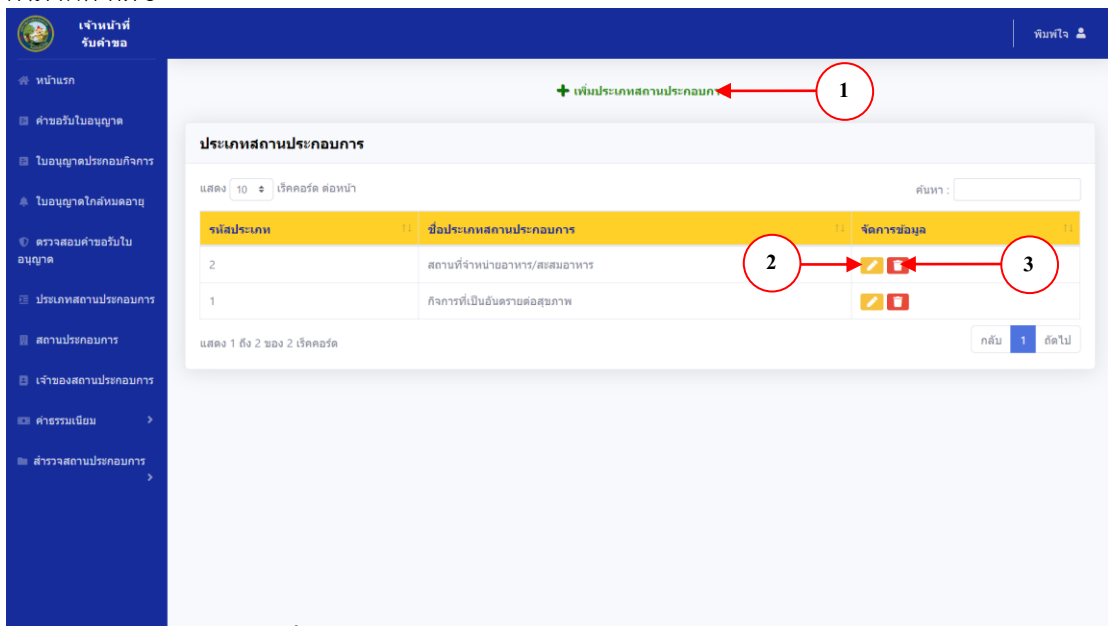 เจ้าหน้าที่
รับคำขอ
พิมพ์ใจ
หน้าแรก
คำขอรับใบอนุญาต
ใบอนุญาตประกอบกิจการ
ใบอนุญาตใกล้หมดอายุ
ตรวจสอบคำขอรับใบ
อนุญาต
ประเภทสถานประกอบการ
สถานประกอบการ
เจ้าของสถานประกอบการ
ค่าธรรมเนียม
สำรวจสถานประกอบการ
เพิ่มประเภทสถานประกอบกา
1
ประเภทสถานประกอบการ
แสดง 10 เร็คคอร์ด ต่อหน้า
ค้นหา :
รหัสประเภท ชื่อประเภทสถานประกอบการ จัดการข้อมูล
2 สถานที่จำหน่ายอาหาร/สะสมอาหาร 2 3
1 กิจการที่เป็นอันตรายต่อสุขภาพ
แสดง 1 ถึง 2 ของ 2 เร็คคอร์ด
กลับ 1 ถัดไป